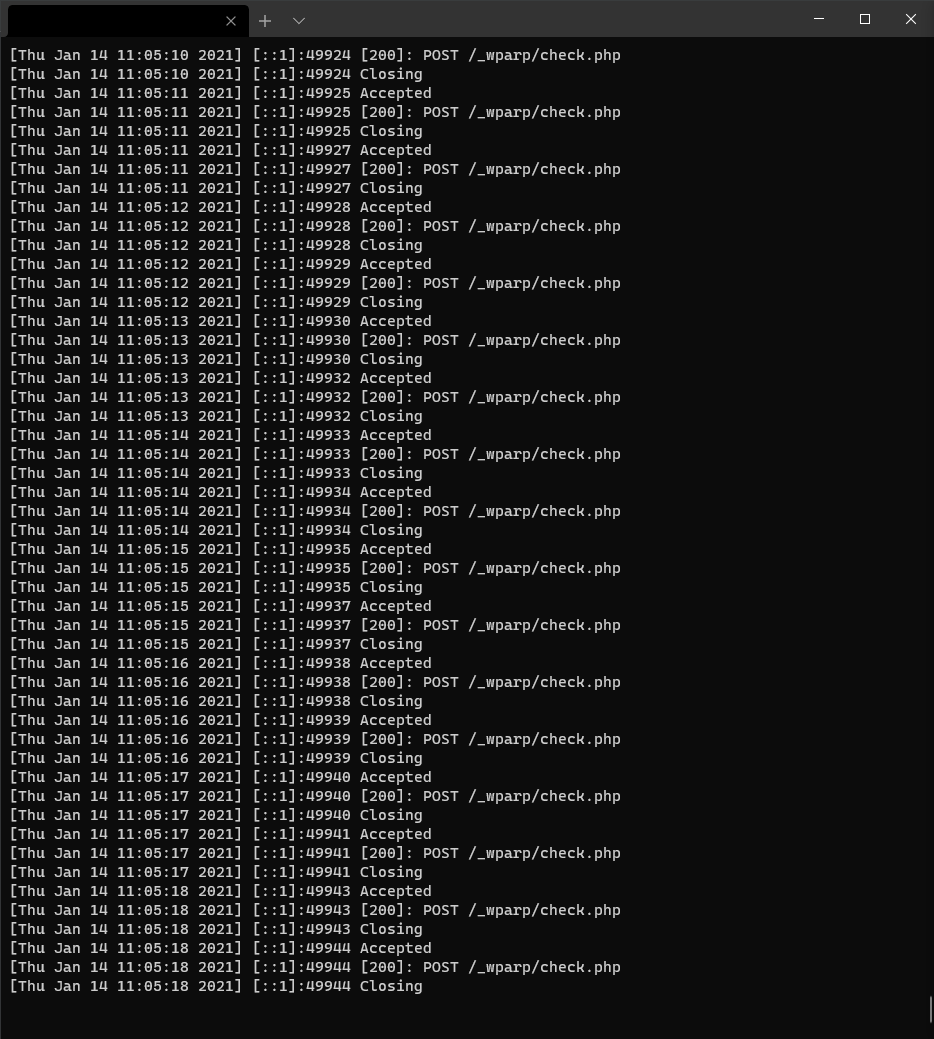 [Thu Jan 14 11:05:10 2021] [::1]:49924 [200]: POST /_wparp/check.php
[Thu Jan 14 11:05:10 2021] [::1]:49924 Closing
[Thu Jan 14 11:05:11 2021] [::1]:49925 Accepted
[Thu Jan 14 11:05:11 2021] [::1]:49925 [200]: POST /_wparp/check.php
[Thu Jan 14 11:05:11 2021] [::1]:49925 Closing
[Thu Jan 14 11:05:11 2021] [::1]:49927 Accepted
[Thu Jan 14 11:05:11 2021] [::1]:49927 [200]: POST /_wparp/check.php
[Thu Jan 14 11:05:11 2021] [::1]:49927 Closing
[Thu Jan 14 11:05:12 2021] [::1]:49928 Accepted
[Thu Jan 14 11:05:12 2021] [::1]:49928 [200]: POST /_wparp/check.php
[Thu Jan 14 11:05:12 2021] [::1]:49928 Closing
[Thu Jan 14 11:05:12 2021] [::1]:49929 Accepted
[Thu Jan 14 11:05:12 2021] [::1]:49929 [200]: POST /_wparp/check.php
[Thu Jan 14 11:05:12 2021] [::1]:49929 Closing
[Thu Jan 14 11:05:13 2021] [::1]:49930 Accepted
[Thu Jan 14 11:05:13 2021] [::1]:49930 [200]: POST /_wparp/check.php
[Thu Jan 14 11:05:13 2021] [::1]:49930 Closing
[Thu Jan 14 11:05:13 2021] [::1]:49932 Accepted
[Thu Jan 14 11:05:13 2021] [::1]:49932 [200]: POST /_wparp/check.php
[Thu Jan 14 11:05:13 2021] [::1]:49932 Closing
[Thu Jan 14 11:05:14 2021] [::1]:49933 Accepted
[Thu Jan 14 11:05:14 2021] [::1]:49933 [200]: POST /_wparp/check.php
[Thu Jan 14 11:05:14 2021] [::1]:49933 Closing
[Thu Jan 14 11:05:14 2021] [::1]:49934 Accepted
[Thu Jan 14 11:05:14 2021] [::1]:49934 [200]: POST /_wparp/check.php
[Thu Jan 14 11:05:14 2021] [::1]:49934 Closing
[Thu Jan 14 11:05:15 2021] [::1]:49935 Accepted
[Thu Jan 14 11:05:15 2021] [::1]:49935 [200]: POST /_wparp/check.php
[Thu Jan 14 11:05:15 2021] [::1]:49935 Closing
[Thu Jan 14 11:05:15 2021] [::1]:49937 Accepted
[Thu Jan 14 11:05:15 2021] [::1]:49937 [200]: POST /_wparp/check.php
[Thu Jan 14 11:05:15 2021] [::1]:49937 Closing
[Thu Jan 14 11:05:16 2021] [::1]:49938 Accepted
[Thu Jan 14 11:05:16 2021] [::1]:49938 [200]: POST /_wparp/check.php
[Thu Jan 14 11:05:16 2021] [::1]:49938 Closing
[Thu Jan 14 11:05:16 2021] [::1]:49939 Accepted
[Thu Jan 14 11:05:16 2021] [::1]:49939 [200]: POST /_wparp/check.php
[Thu Jan 14 11:05:16 2021] [::1]:49939 Closing
[Thu Jan 14 11:05:17 2021] [::1]:49940 Accepted
[Thu Jan 14 11:05:17 2021] [::1]:49940 [200]: POST /_wparp/check.php
[Thu Jan 14 11:05:17 2021] [::1]:49940 Closing
[Thu Jan 14 11:05:17 2021] [::1]:49941 Accepted
[Thu Jan 14 11:05:17 2021] [::1]:49941 [200]: POST /_wparp/check.php
[Thu Jan 14 11:05:17 2021] [::1]:49941 Closing
[Thu Jan 14 11:05:18 2021] [::1]:49943 Accepted
[Thu Jan 14 11:05:18 2021] [::1]:49943 [200]: POST /_wparp/check.php
[Thu Jan 14 11:05:18 2021] [::1]:49943 Closing
[Thu Jan 14 11:05:18 2021] [::1]:49944 Accepted
[Thu Jan 14 11:05:18 2021] [::1]:49944 [200]: POST /_wparp/check.php
[Thu Jan 14 11:05:18 2021] [::1]:49944 Closing